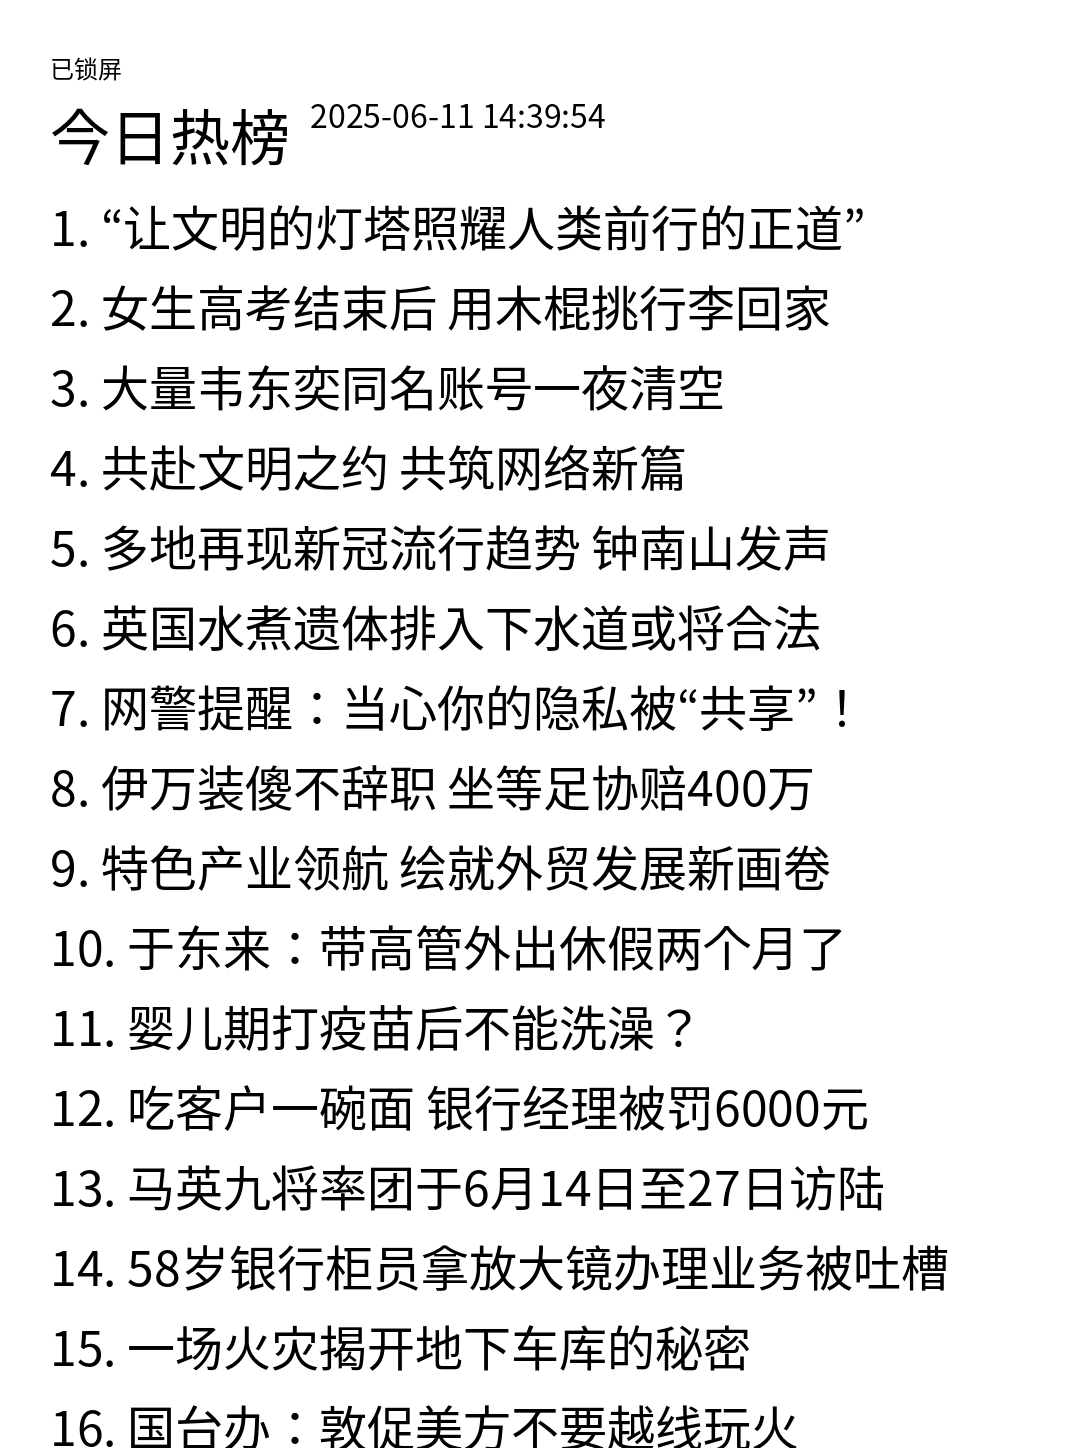 已锁屏
今日热榜 2025-06-11 14:39:54
1. “让文明的灯塔照耀人类前行的正道”
2. 女生高考结束后 用木棍挑行李回家
3. 大量韦东奕同名账号一夜清空
4. 共赴文明之约 共筑网络新篇
5. 多地再现新冠流行趋势 钟南山发声
6. 英国水煮遗体排入下水道或将合法
7. 网警提醒：当心你的隐私被“共享”！
8. 伊万装傻不辞职 坐等足协赔400万
9. 特色产业领航 绘就外贸发展新画卷
10. 于东来：带高管外出休假两个月了
11. 婴儿期打疫苗后不能洗澡？
12. 吃客户一碗面 银行经理被罚6000元
13. 马英九将率团于6月14日至27日访陆
14. 58岁银行柜员拿放大镜办理业务被吐槽
15. 一场火灾揭开地下车库的秘密
16. 国台办：敦促美方不要越线玩火